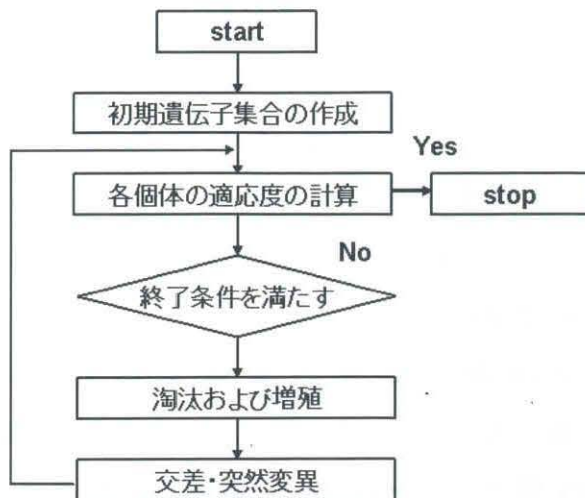 start
初期遺伝子集合の作成
Yes
各個体の適応度の計算
stop
No
終了条件を満たす
淘汰および増殖
交差・突然変異